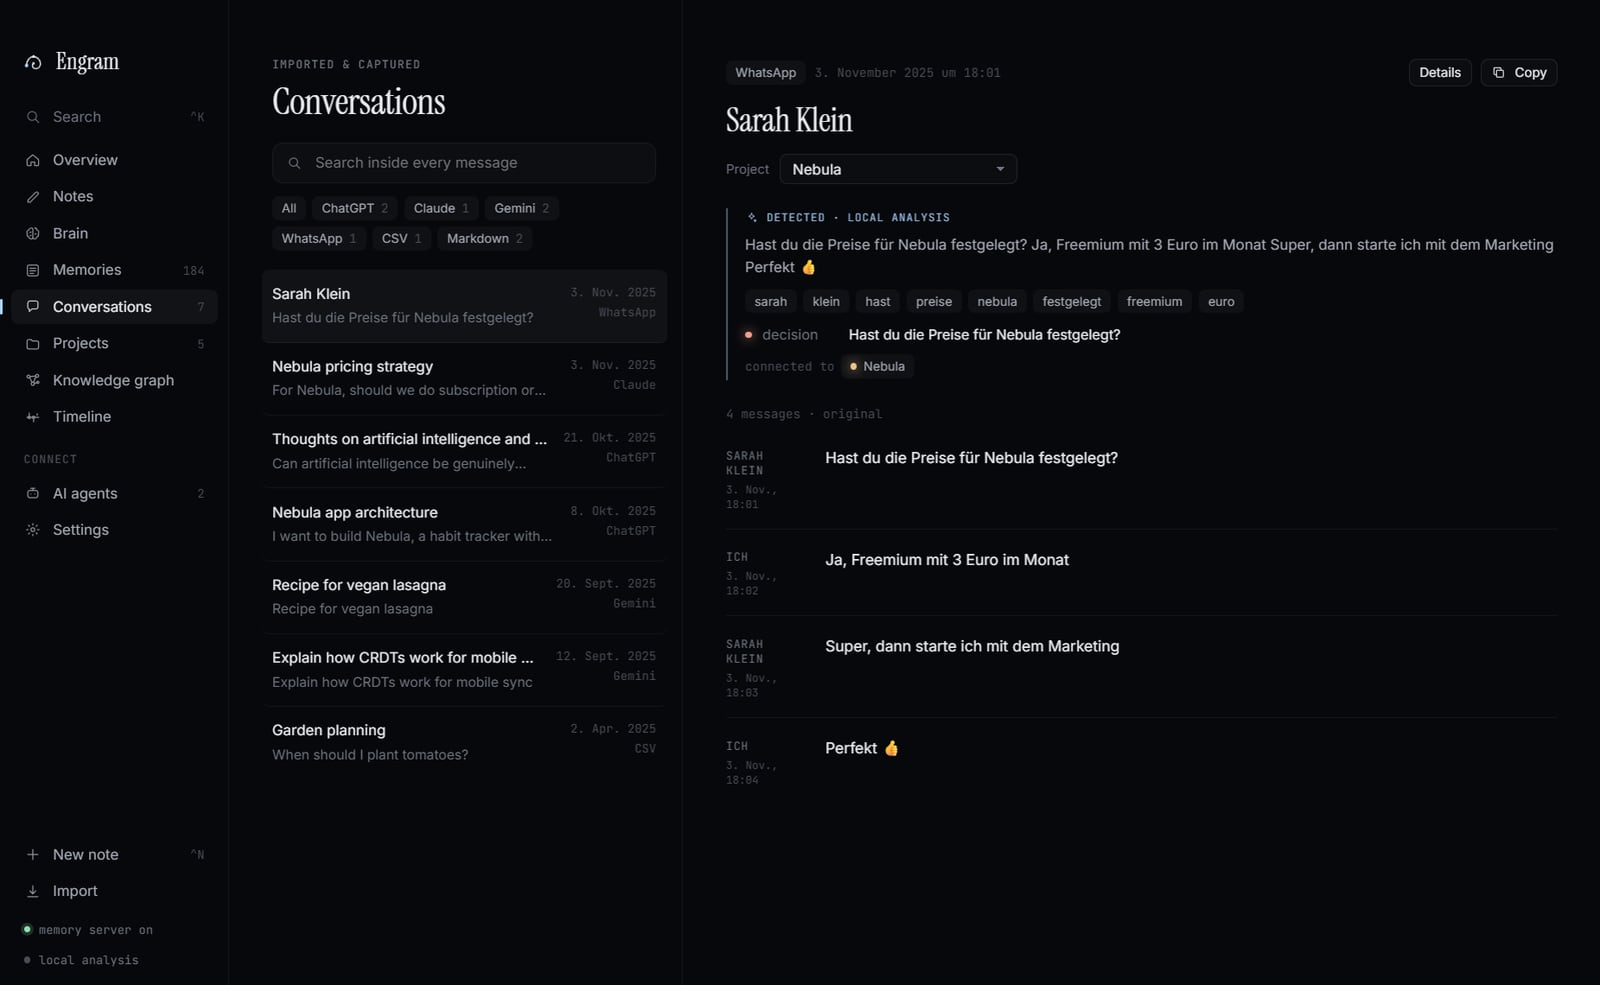 Engram
Search ^K
Overview
Notes
Brain
Memories 184
Conversations 7
Projects 5
Knowledge graph
Timeline
CONNECT
AI agents 2
Settings
New note ^N
Import
memory server on
local analysis
IMPORTED & CAPTURED
Conversations
Search inside every message
All ChatGPT 2 Claude 1 Gemini 2
WhatsApp 1 CSV 1 Markdown 2
Sarah Klein 3. Nov. 2025
Hast du die Preise für Nebula festgelegt? WhatsApp
Nebula pricing strategy 3. Nov. 2025
For Nebula, should we do subscription or... Claude
Thoughts on artificial intelligence and ... 21. Okt. 2025
Can artificial intelligence be genuinely... ChatGPT
Nebula app architecture 8. Okt. 2025
I want to build Nebula, a habit tracker with... ChatGPT
Recipe for vegan lasagna 20. Sept. 2025
Recipe for vegan lasagna Gemini
Explain how CRDTs work for mobile ... 12. Sept. 2025
Explain how CRDTs work for mobile sync Gemini
Garden planning 2. Apr. 2025
When should I plant tomatoes? CSV
WhatsApp 3. November 2025 um 18:01 Details Copy
Sarah Klein
Project Nebula
DETECTED · LOCAL ANALYSIS
Hast du die Preise für Nebula festgelegt? Ja, Freemium mit 3 Euro im Monat Super, dann starte ich mit dem Marketing
Perfekt 👍
sarah klein hast preise nebula festgelegt freemium euro
decision Hast du die Preise für Nebula festgelegt?
connected to Nebula
4 messages · original
SARAH
KLEIN
3. Nov.,
18:01
Hast du die Preise für Nebula festgelegt?
ICH
3. Nov.,
18:02
Ja, Freemium mit 3 Euro im Monat
SARAH
KLEIN
3. Nov.,
18:03
Super, dann starte ich mit dem Marketing
ICH
3. Nov.,
18:04
Perfekt 👍